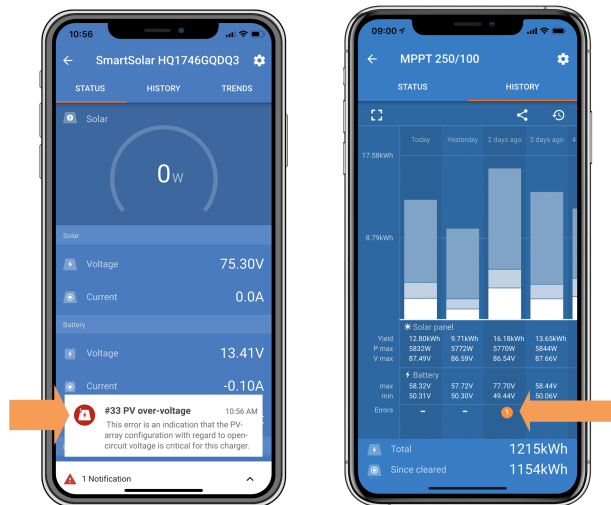 10:56
SmartSolar HQ1746GQDQ3
STATUS HISTORY TRENDS
Solar
0w
Solar
Voltage 75.30V
Current 0.0A
Battery
Voltage 13.41V
Current -0.10A
#33 PV over-voltage 10:56 AM
This error is an indication that the PV-
array configuration with regard to open-
circuit voltage is critical for this charger.
1 Notification
09:00
MPPT 250/100
STATUS HISTORY
Today Yesterday 2 days ago 3 days ago 4
17.58kWh
8.79kWh
Solar panel
Yield 12.80kWh 9.71kWh 16.18kWh 13.65kWh
P max 5832W 5772W 5770W 5844W
V max 87.49V 86.59V 86.54V 87.66V
Battery
max 58.32V 57.72V 77.70V 58.44V
min 50.31V 50.30V 49.44V 50.06V
Errors - - 1
Total 1215kWh
Since cleared 1154kWh